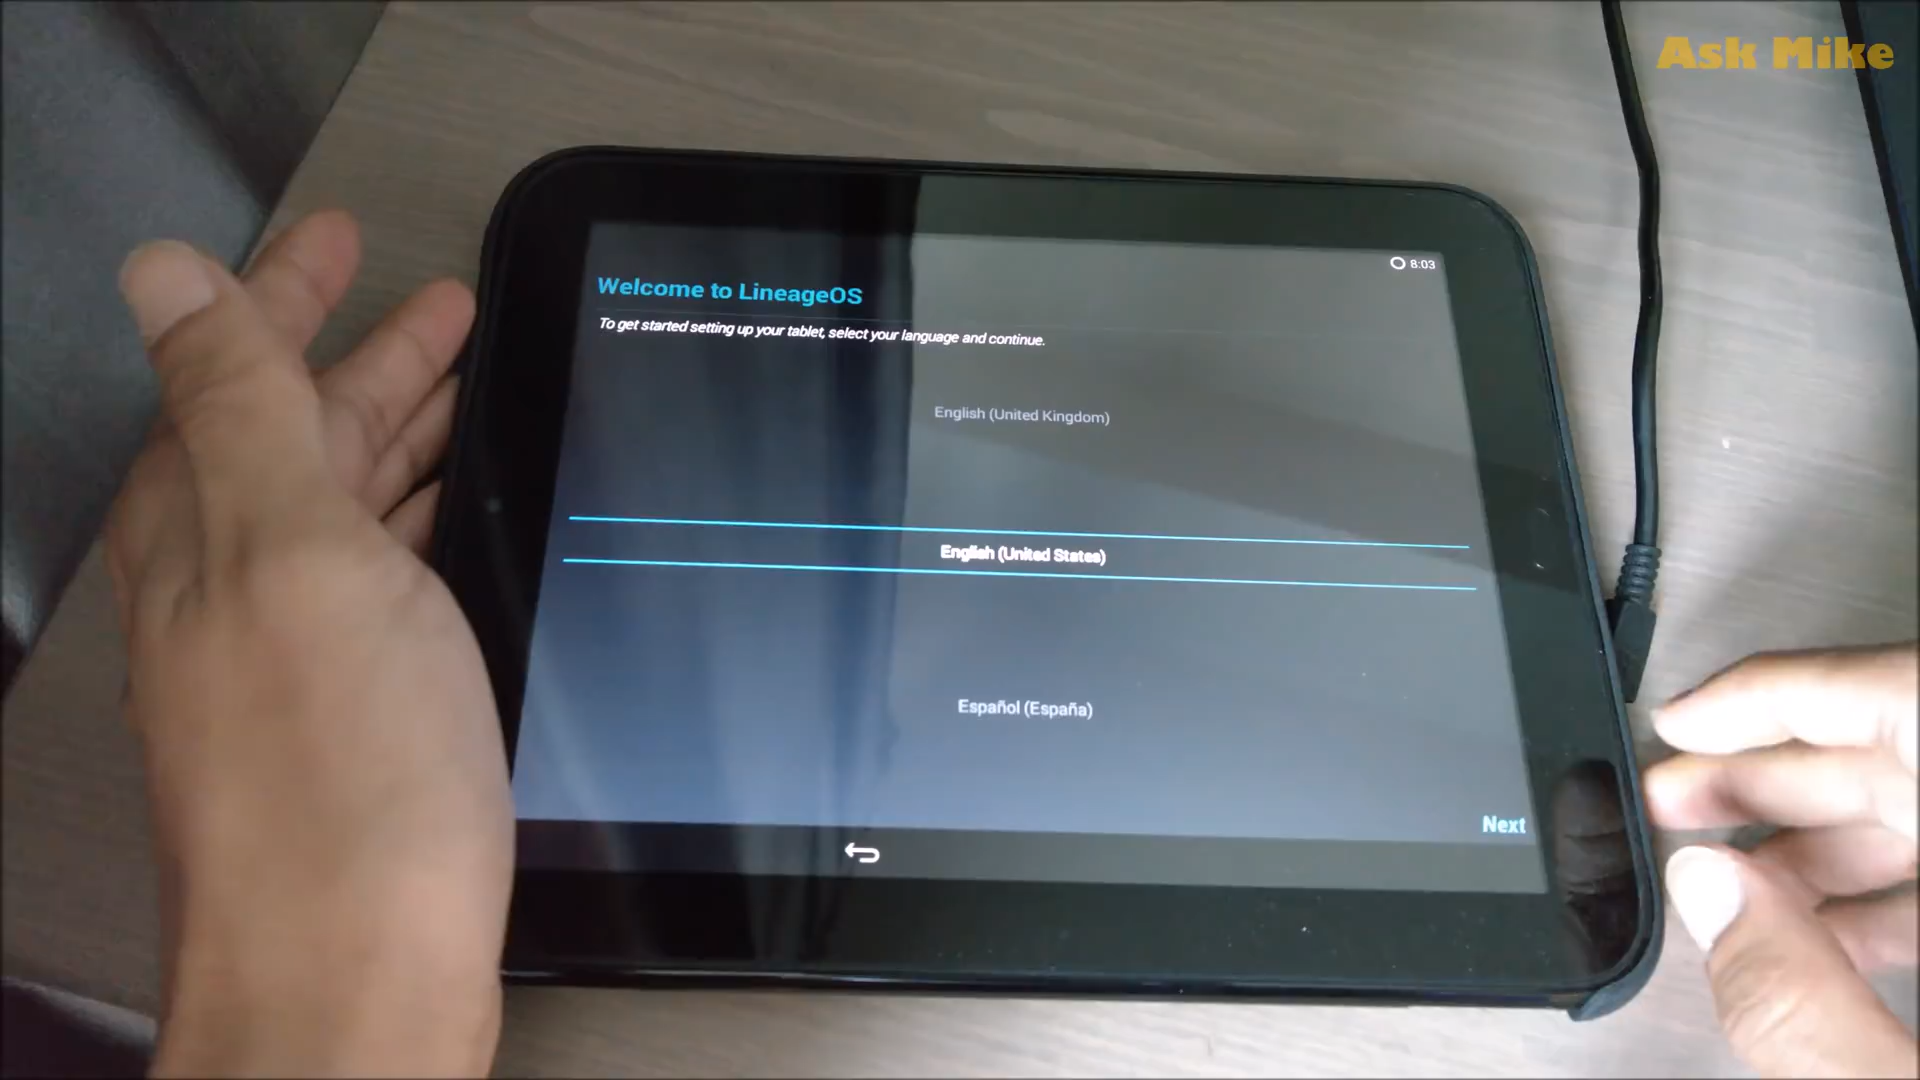 Ask Mike
8:03
Welcome to LineageOS
To get started setting up your tablet, select your language and continue.
English (United Kingdom)
English (United States)
Español (España)
Next